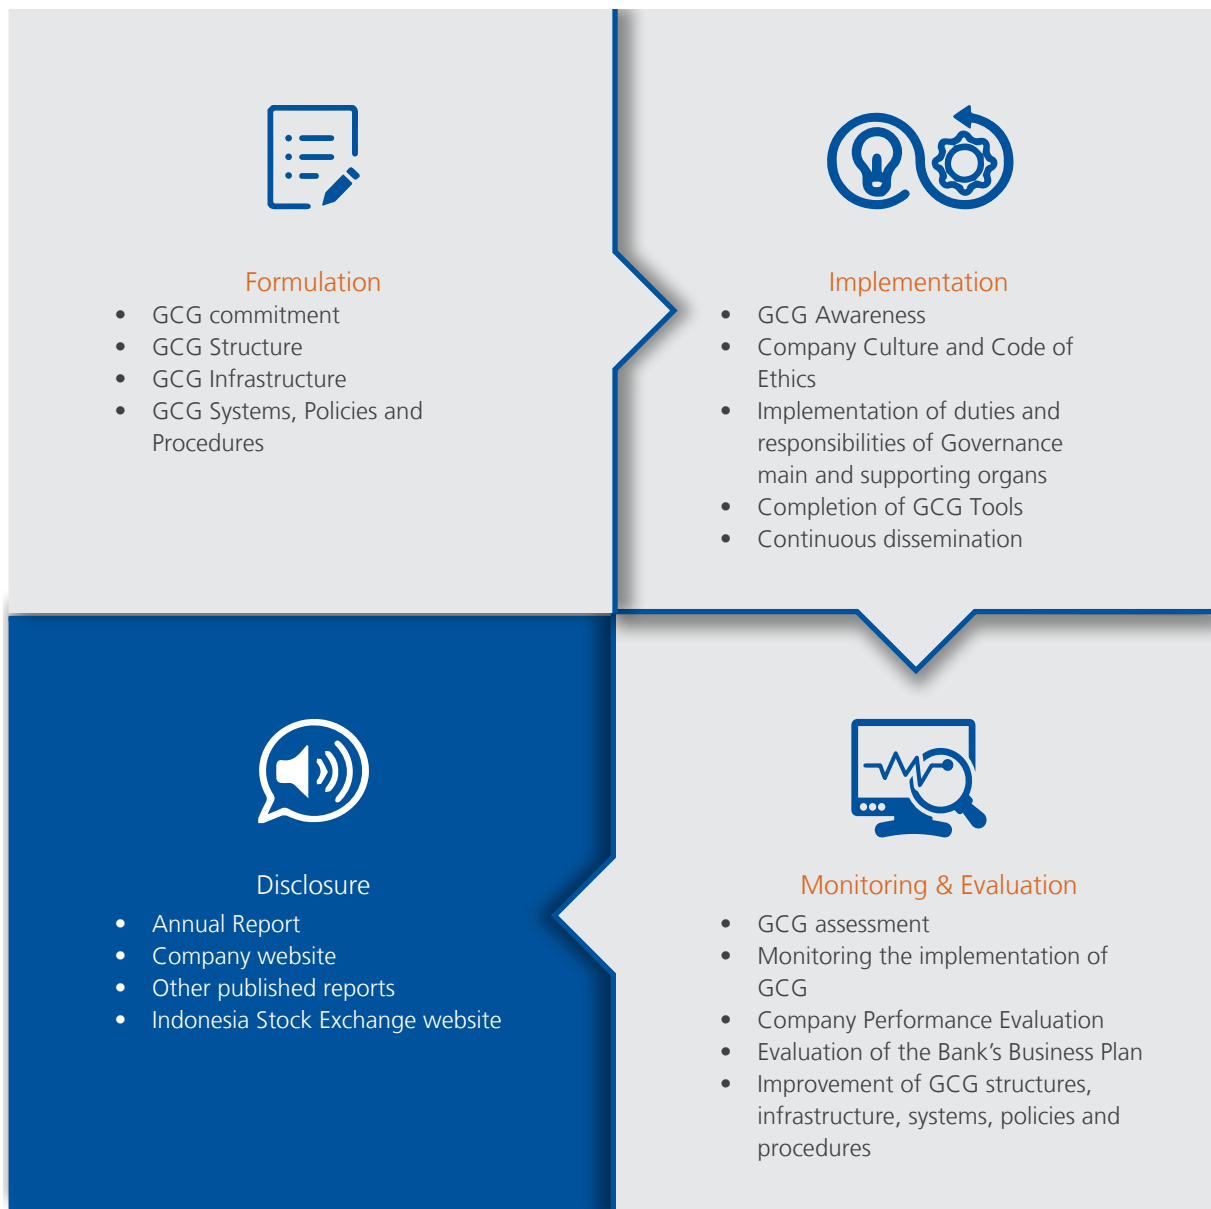 Formulation
• GCG commitment
• GCG Structure
• GCG Infrastructure
• GCG Systems, Policies and
Procedures
Implementation
• GCG Awareness
• Company Culture and Code of
Ethics
• Implementation of duties and
responsibilities of Governance
main and supporting organs
• Completion of GCG Tools
• Continuous dissemination
Disclosure
• Annual Report
• Company website
• Other published reports
• Indonesia Stock Exchange website
Monitoring & Evaluation
• GCG assessment
• Monitoring the implementation of
GCG
• Company Performance Evaluation
• Evaluation of the Bank’s Business Plan
• Improvement of GCG structures,
infrastructure, systems, policies and
procedures